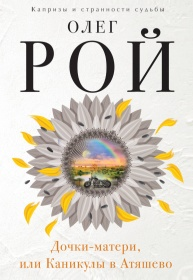 Капризы и странности судьбы
ОЛЕГ
РОЙ
Дочки-матери,
или Каникулы в Атяшево